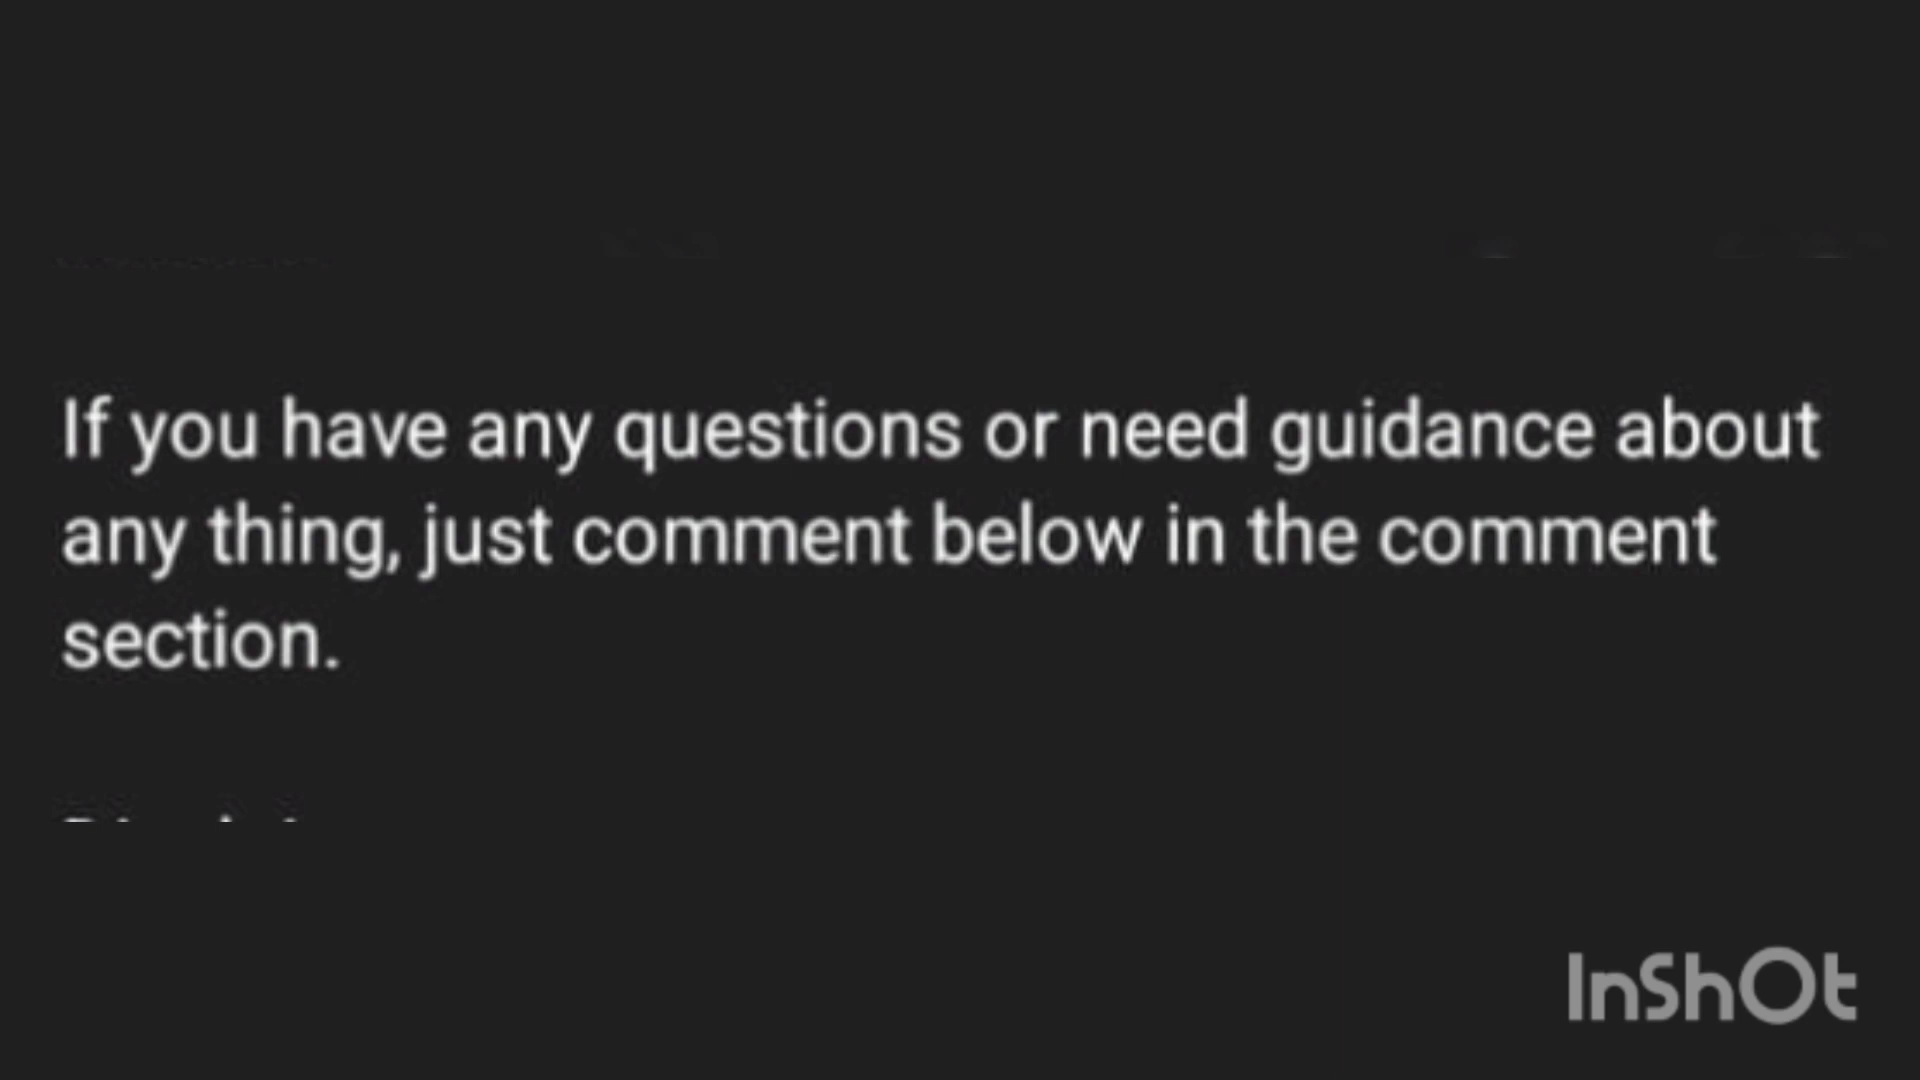 If you have any questions or need guidance about
any thing, just comment below in the comment
section.
InShOt